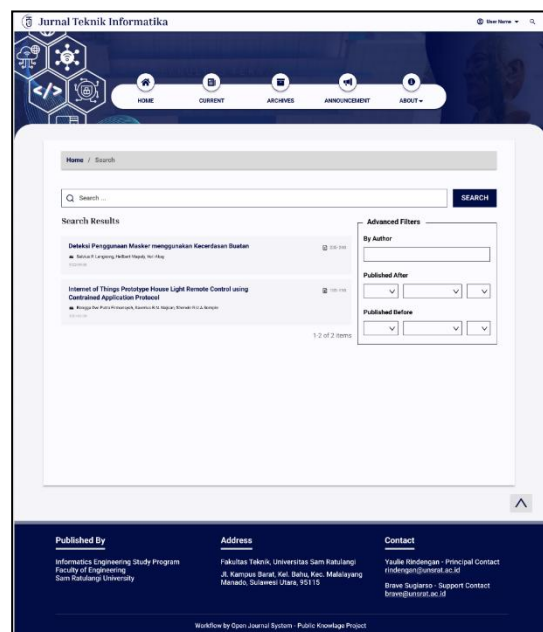 Jurnal Teknik Informatika
User Name
</>
HOME
CURRENT
ARCHIVES
ANNOUNCEMENT
ABOUT
Home / Search
Search ...
SEARCH
Search Results
Deteksi Penggunaan Masker menggunakan Kecerdasan Buatan
Internet of Things Prototype House Light Remote Control using
Contrained Application Protocol
1-2 of 2 items
Advanced Filters
By Author
Published After
Published Before
Published By
Informatics Engineering Study Program
Faculty of Engineering
Sam Ratulangi University
Address
Fakultas Teknik, Universitas Sam Ratulangi
Jl. Kampus Barat, Kel. Bahu, Kec. Malalayang
Manado, Sulawesi Utara, 95115
Contact
Yaulie Rindengan - Principal Contact
rindengan@unsrat.ac.id
Brave Sugiarso - Support Contact
brave@unsrat.ac.id
Workflow by Open Journal System - Public Knowlage Project